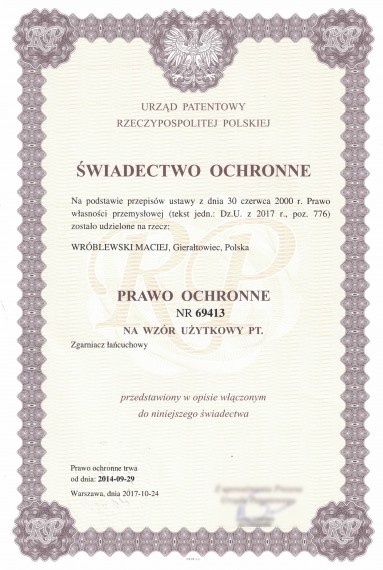 URZĄD PATENTOWY
RZECZYPOSPOLITEJ POLSKIEJ
ŚWIADECTWO OCHRONNE
Na podstawie przepisów ustawy z dnia 30 czerwca 2000 r. Prawo
własności przemysłowej (tekst jedn.: Dz.U. z 2017 r., poz. 776)
zostało udzielone na rzecz:
WRÓBLEWSKI MACIEJ, Gierałtowiec, Polska
PRAWO OCHRONNE
NR 69413
NA WZÓR UŻYTKOWY PT.
Zgarniacz łańcuchowy
przedstawiony w opisie włączonym
do niniejszego świadectwa
Prawo ochronne trwa
od dnia: 2014-09-29
Warszawa, dnia 2017-10-24